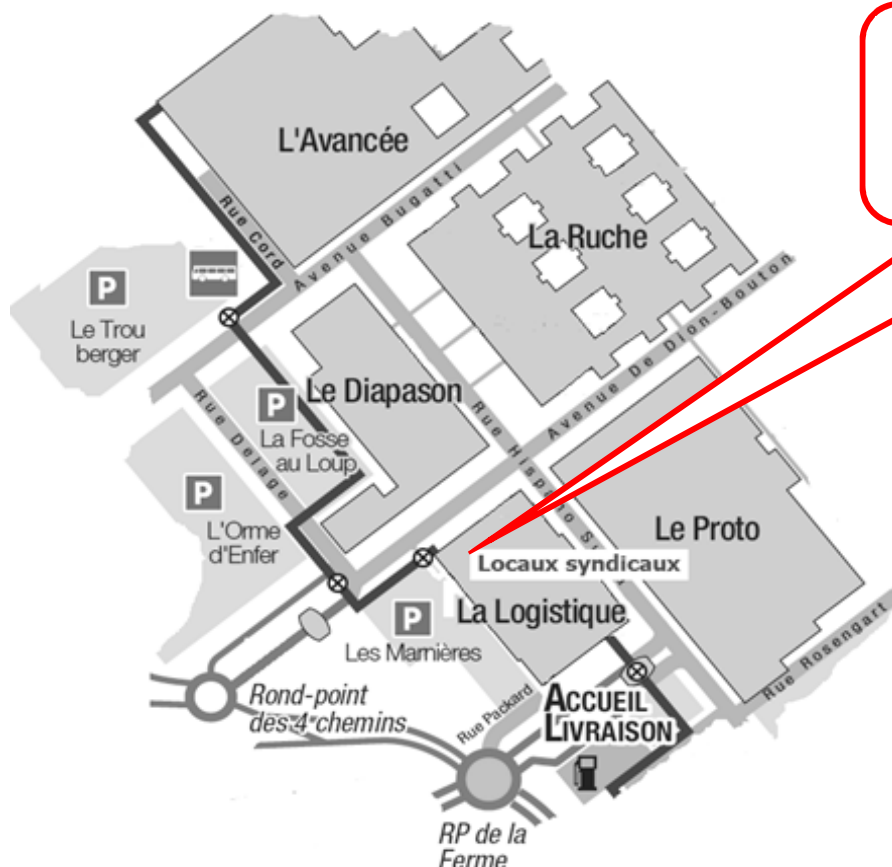 L'Avancée
Rue Cord
Avenue Bugatti
La Ruche
P
Le Trou
berger
Avenue De Dion-Bouton
Le Diapason
P
La Fosse
au Loup
Rue Delage
Rue Hispano
P
L'Orme
d'Enfer
Le Proto
Locaux syndicaux
La Logistique
P
Les Marnières
Rue Rosengart
Rond-point
des 4 chemins
Rue Packard
ACCUEIL
LIVRAISON
RP de la
Ferme